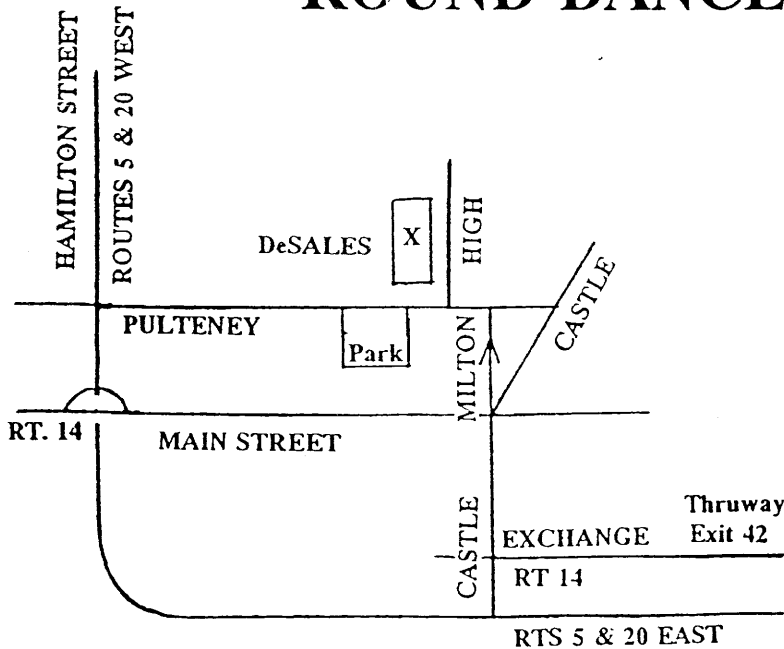 ROUND DANCE
HAMILTON STREET
ROUTES 5 & 20 WEST
DeSALES
X
HIGH
CASTLE
PULTENEY
Park
MILTON
RT. 14
MAIN STREET
CASTLE
EXCHANGE
Thruway
Exit 42
RT 14
RTS 5 & 20 EAST